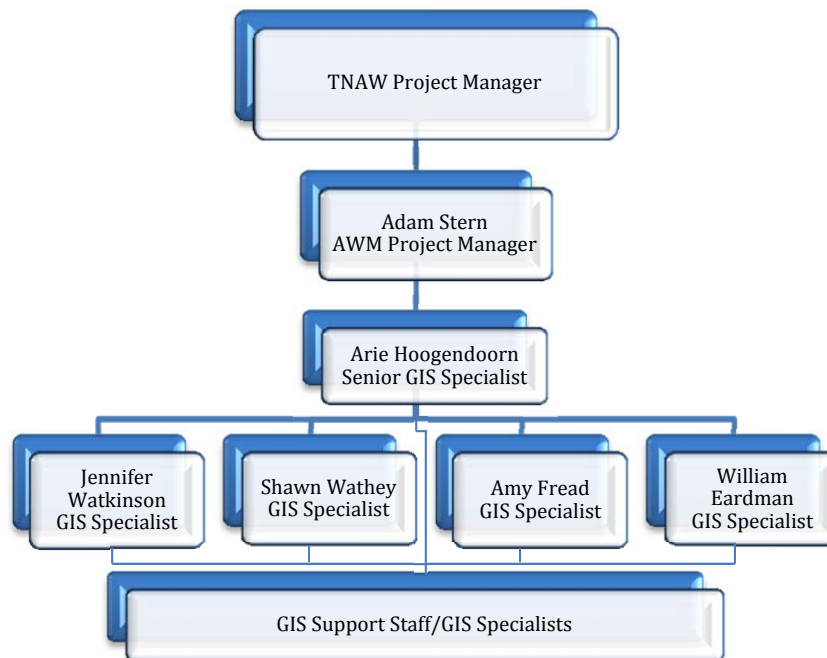 TNAW Project Manager
Adam Stern
AWM Project Manager
Arie Hoogendoorn
Senior GIS Specialist
Jennifer
Watkinson
GIS Specialist
Shawn Wathey
GIS Specialist
Amy Fread
GIS Specialist
William
Eardman
GIS Specialist
GIS Support Staff/GIS Specialists